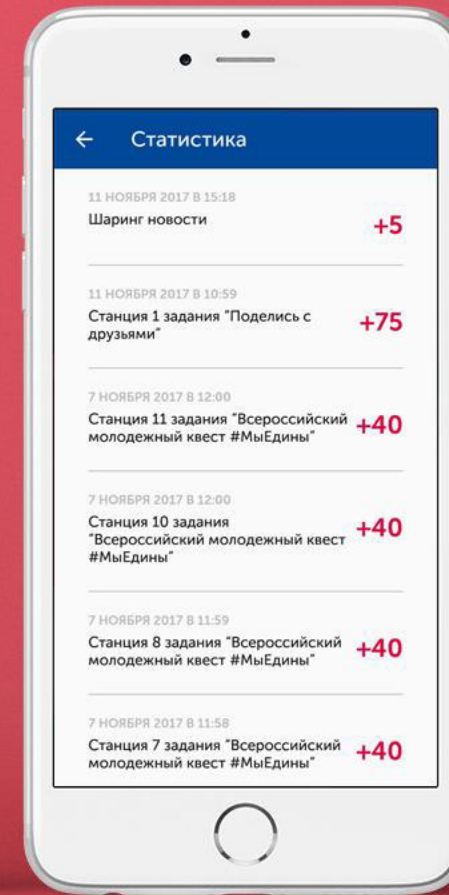 Статистика
11 НОЯБРЯ 2017 В 15:18
Шаринг новости
+5
11 НОЯБРЯ 2017 В 10:59
Станция 1 задания "Поделись с
друзьями"
+75
7 НОЯБРЯ 2017 В 12:00
Станция 11 задания "Всероссийский
молодежный квест #МыЕдины"
+40
7 НОЯБРЯ 2017 В 12:00
Станция 10 задания
"Всероссийский молодежный квест
#МыЕдины"
+40
7 НОЯБРЯ 2017 В 11:59
Станция 8 задания "Всероссийский
молодежный квест #МыЕдины"
+40
7 НОЯБРЯ 2017 В 11:58
Станция 7 задания "Всероссийский
молодежный квест #МыЕдины"
+40